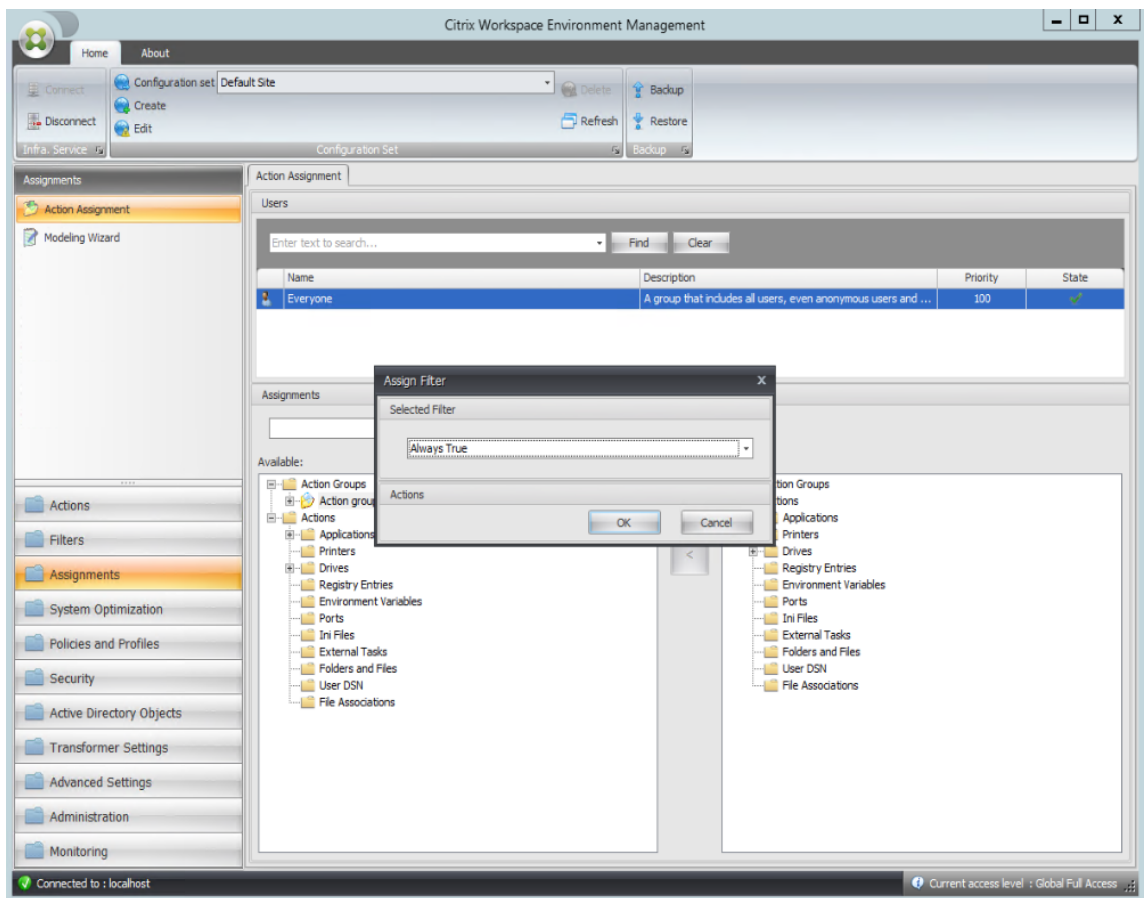 Citrix Workspace Environment Management
Home About
Connect
Configuration set Default Site
Delete
Backup
Create
Disconnect
Refresh
Restore
Edit
Infra. Service
Configuration Set
Backup
Assignments
Action Assignment
Action Assignment
Modeling Wizard
Users
Enter text to search...
Find
Clear
Name Description Priority State
Everyone A group that includes all users, even anonymous users and ... 100
Assign Filter
x
Selected Filter
Always True
Actions
OK
Cancel
Assignments
Available:
Action Groups
Action grou
Actions
Applications
Printers
Drives
Registry Entries
Environment Variables
Ports
Ini Files
External Tasks
Folders and Files
User DSN
File Associations
<
tion Groups
tions
Applications
Printers
Drives
Registry Entries
Environment Variables
Ports
Ini Files
External Tasks
Folders and Files
User DSN
File Associations
Actions
Filters
Assignments
System Optimization
Policies and Profiles
Security
Active Directory Objects
Transformer Settings
Advanced Settings
Administration
Monitoring
Connected to : localhost
Current access level : Global Full Access